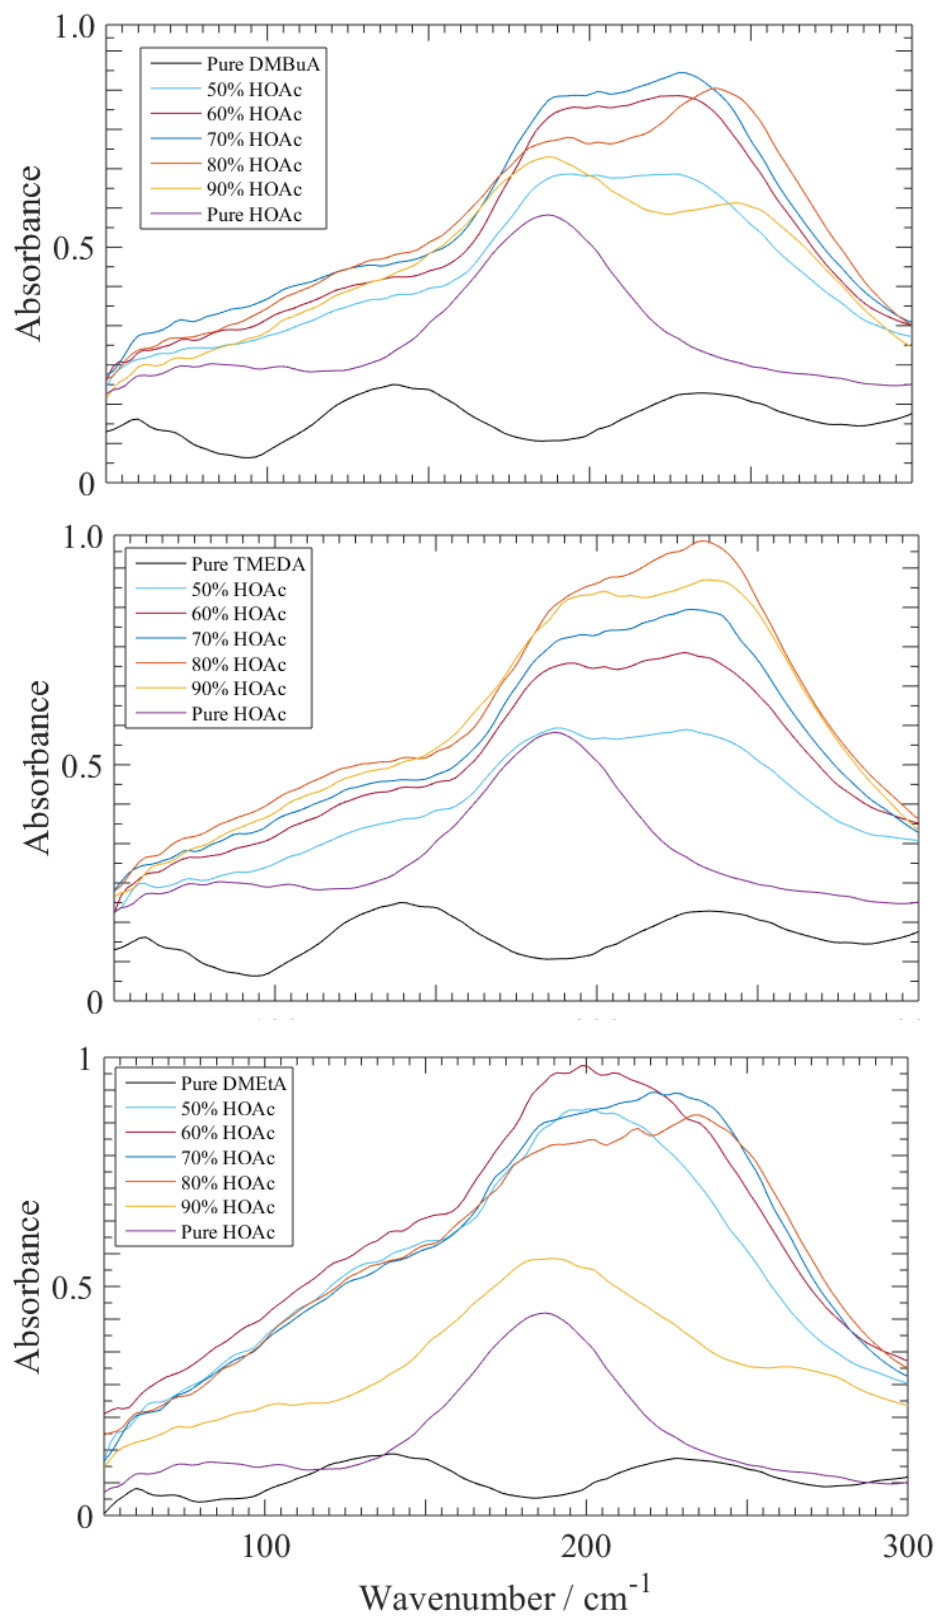 1.0
Pure DMBuA
50% HOAc
60% HOAc
70% HOAc
80% HOAc
90% HOAc
Pure HOAc
Absorbance
0.5
0
1.0
Pure TMEDA
50% HOAc
60% HOAc
70% HOAc
80% HOAc
90% HOAc
Pure HOAc
Absorbance
0.5
0
1
Pure DMEtA
50% HOAc
60% HOAc
70% HOAc
80% HOAc
90% HOAc
Pure HOAc
Absorbance
0.5
0
100 200 300
Wavenumber / cm⁻¹